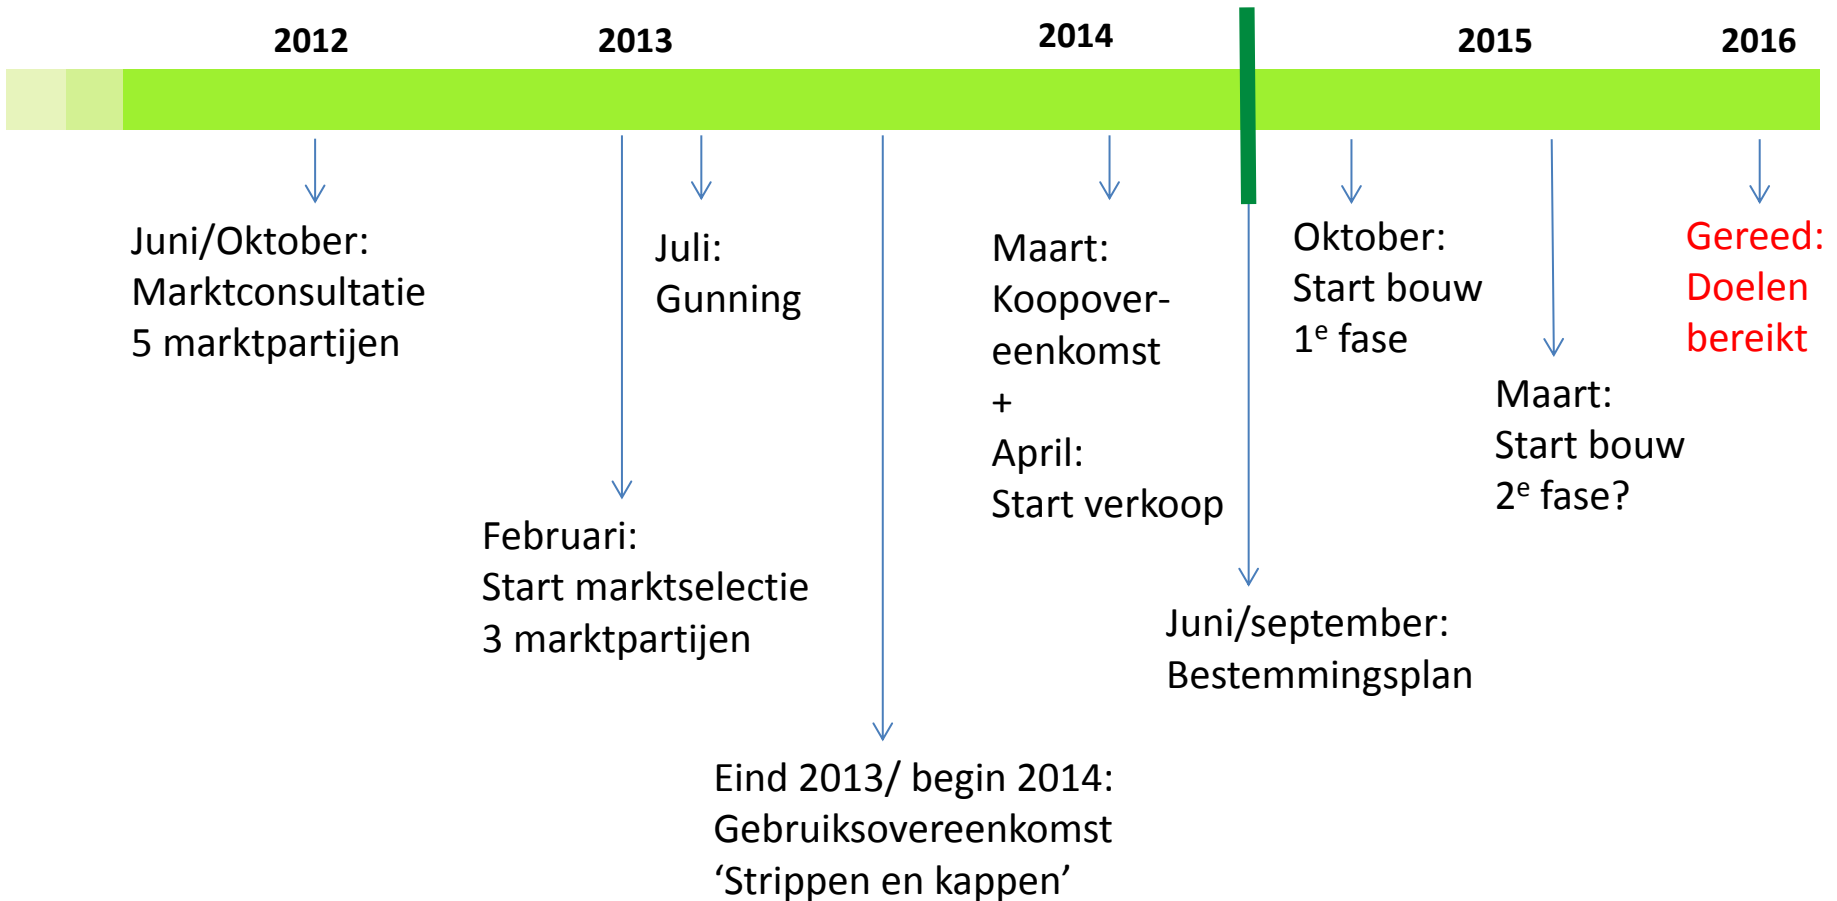 2012
2013
2014
2015
2016
Juni/Oktober:
Marktconsultatie
5 marktpartijen
Februari:
Start marktselectie
3 marktpartijen
Juli:
Gunning
Eind 2013/ begin 2014:
Gebruiksovereenkomst
‘Strippen en kappen’
Maart:
Koopover-
eenkomst
+
April:
Start verkoop
Juni/september:
Bestemmingsplan
Oktober:
Start bouw
1e fase
Maart:
Start bouw
2e fase?
Gereed:
Doelen
bereikt